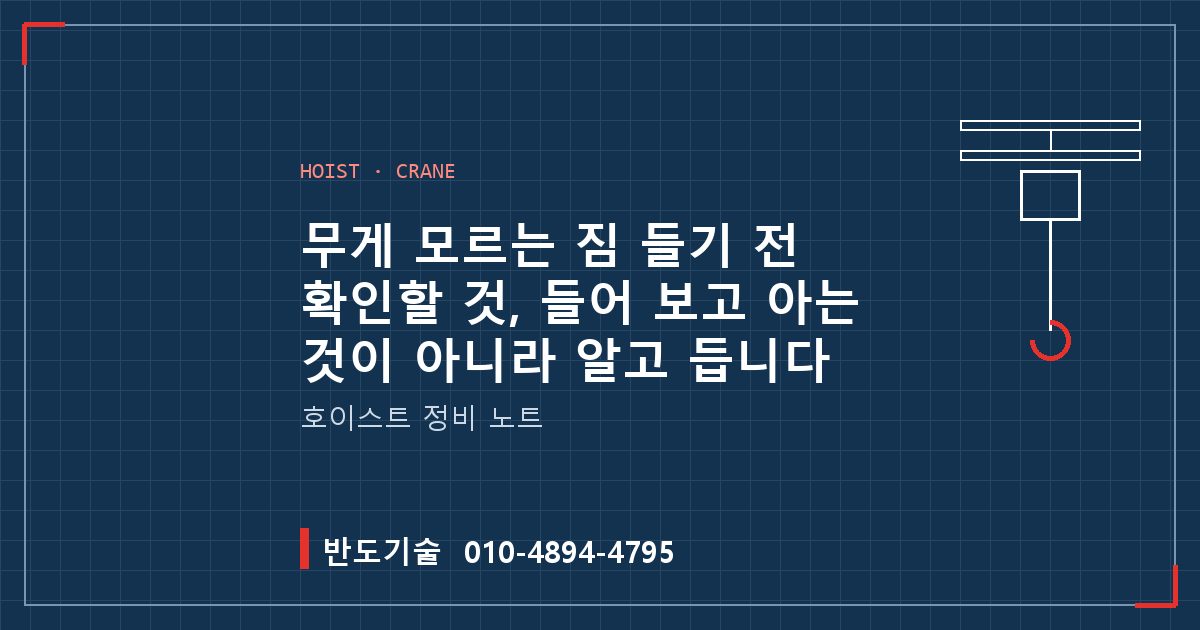 HOIST · CRANE
무게 모르는 짐 들기 전
확인할 것, 들어 보고 아는
것이 아니라 알고 듭니다
호이스트 정비 노트
반도기술 010-4894-4795